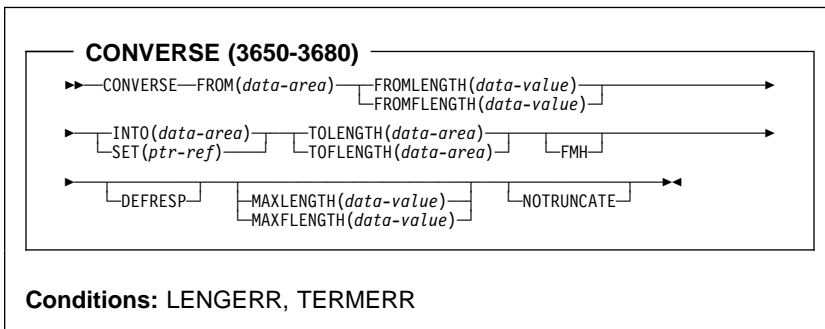 CONVERSE (3650-3680)
CONVERSE FROM(data-area) FROMLENGTH(data-value)
FROMFLENGTH(data-value)
INTO(data-area) TOLENGTH(data-area)
SET(ptr-ref) TOFLENGTH(data-area) FMH
DEFRESP MAXLENGTH(data-value) NOTRUNCATE
MAXFLENGTH(data-value)
Conditions: LENGERR, TERMERR